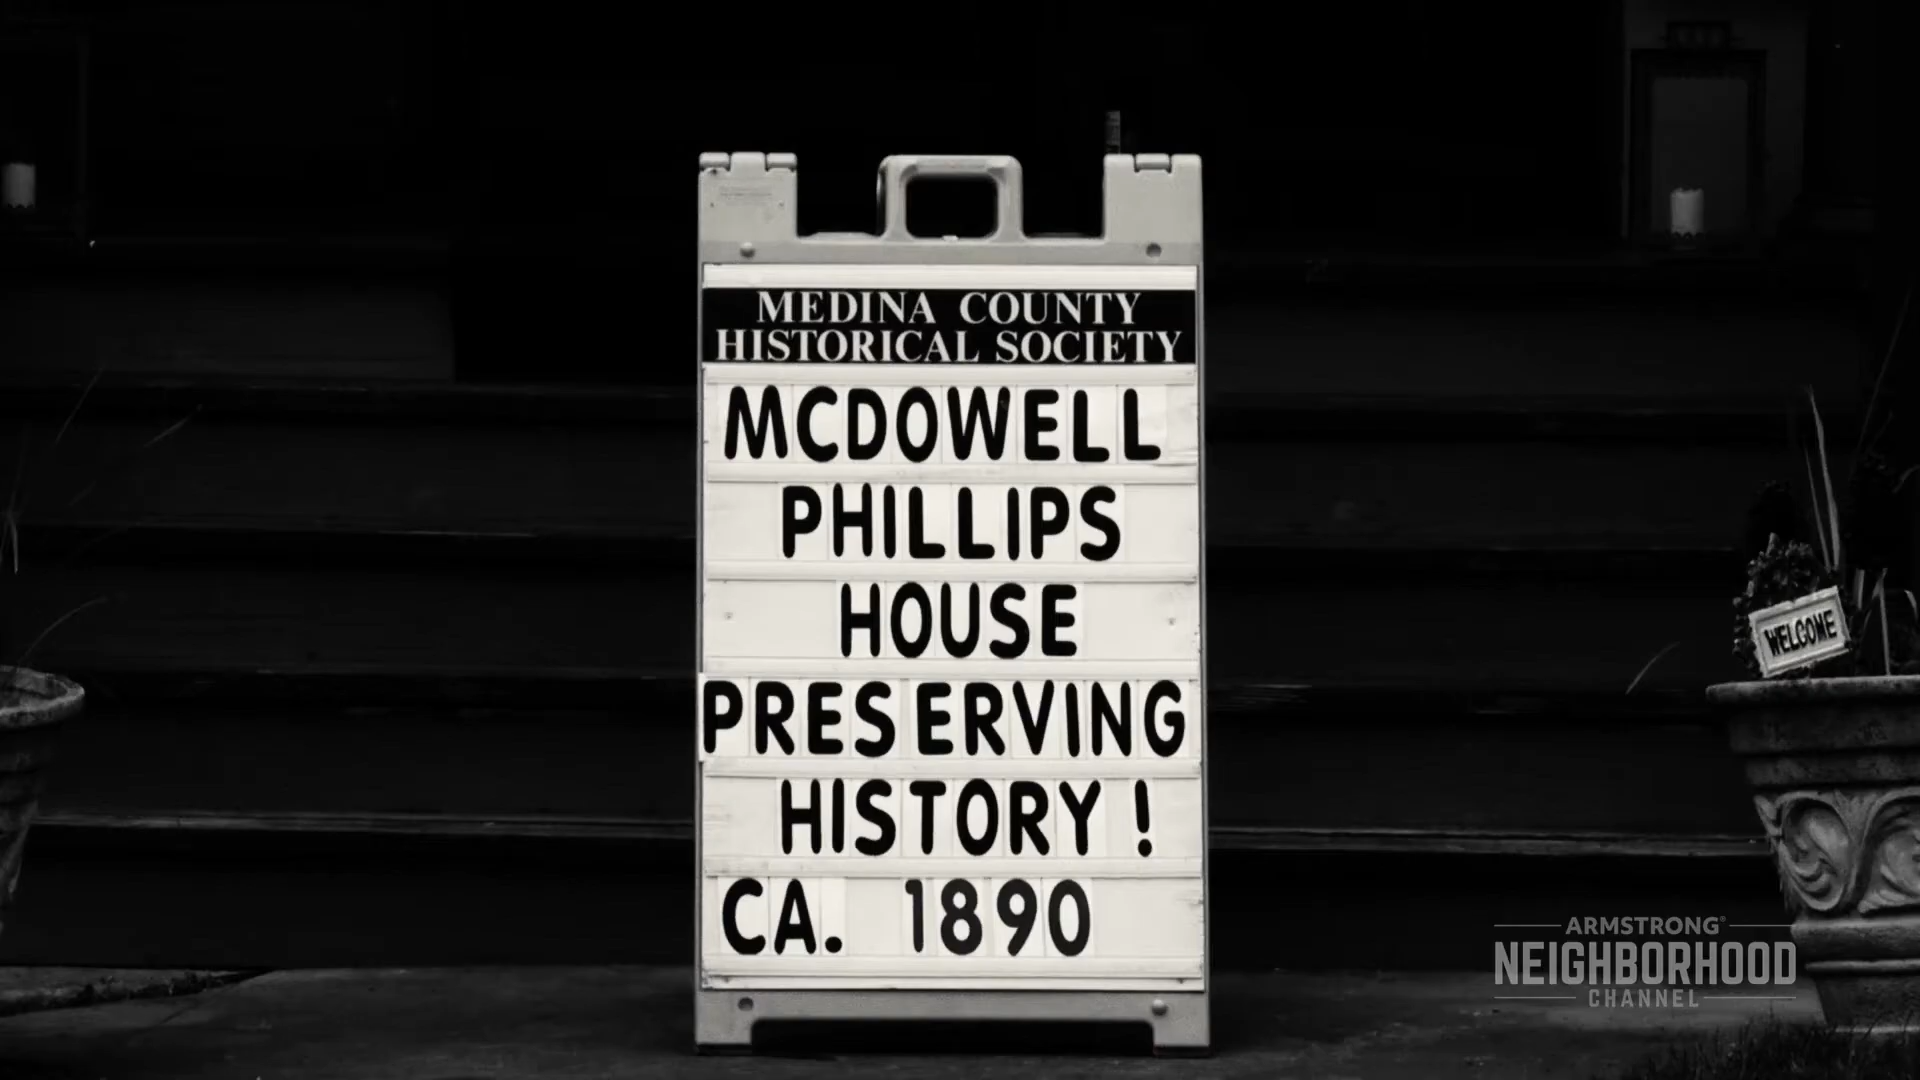 MEDINA COUNTY
HISTORICAL SOCIETY
MCDOWELL
PHILLIPS
HOUSE
PRESERVING
HISTORY !
CA. 1890
WELCOME
ARMSTRONG®
NEIGHBORHOOD
CHANNEL